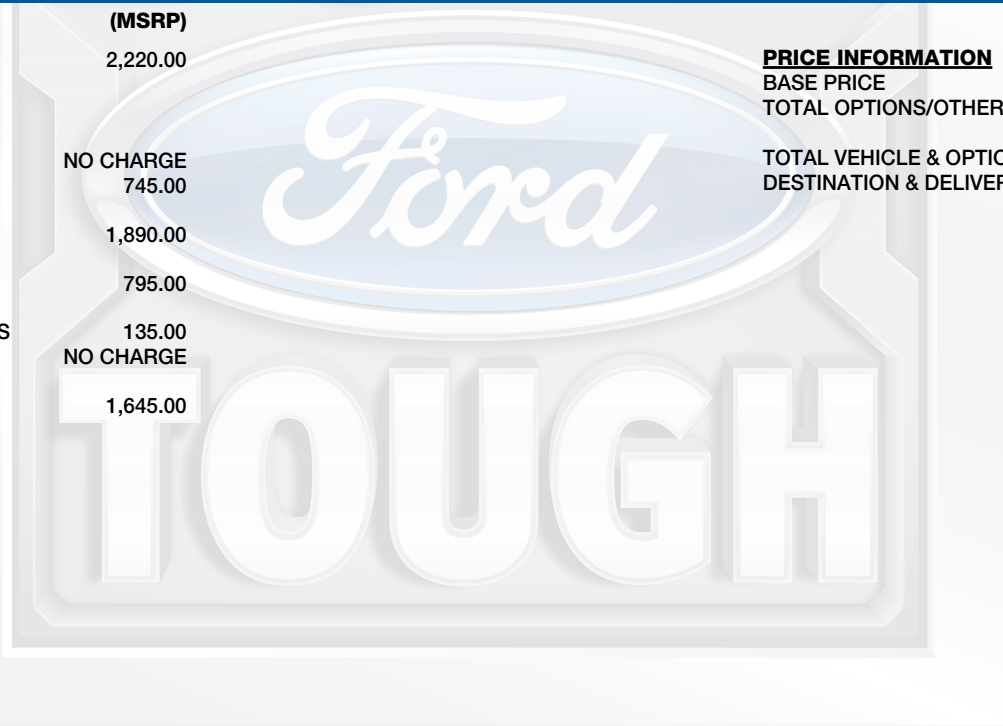 (MSRP)
2,220.00
NO CHARGE
745.00
1,890.00
795.00
S 135.00
NO CHARGE
1,645.00
PRICE INFORMATION
BASE PRICE
TOTAL OPTIONS/OTHER
TOTAL VEHICLE & OPTIO
DESTINATION & DELIVER
Ford
TOUGH